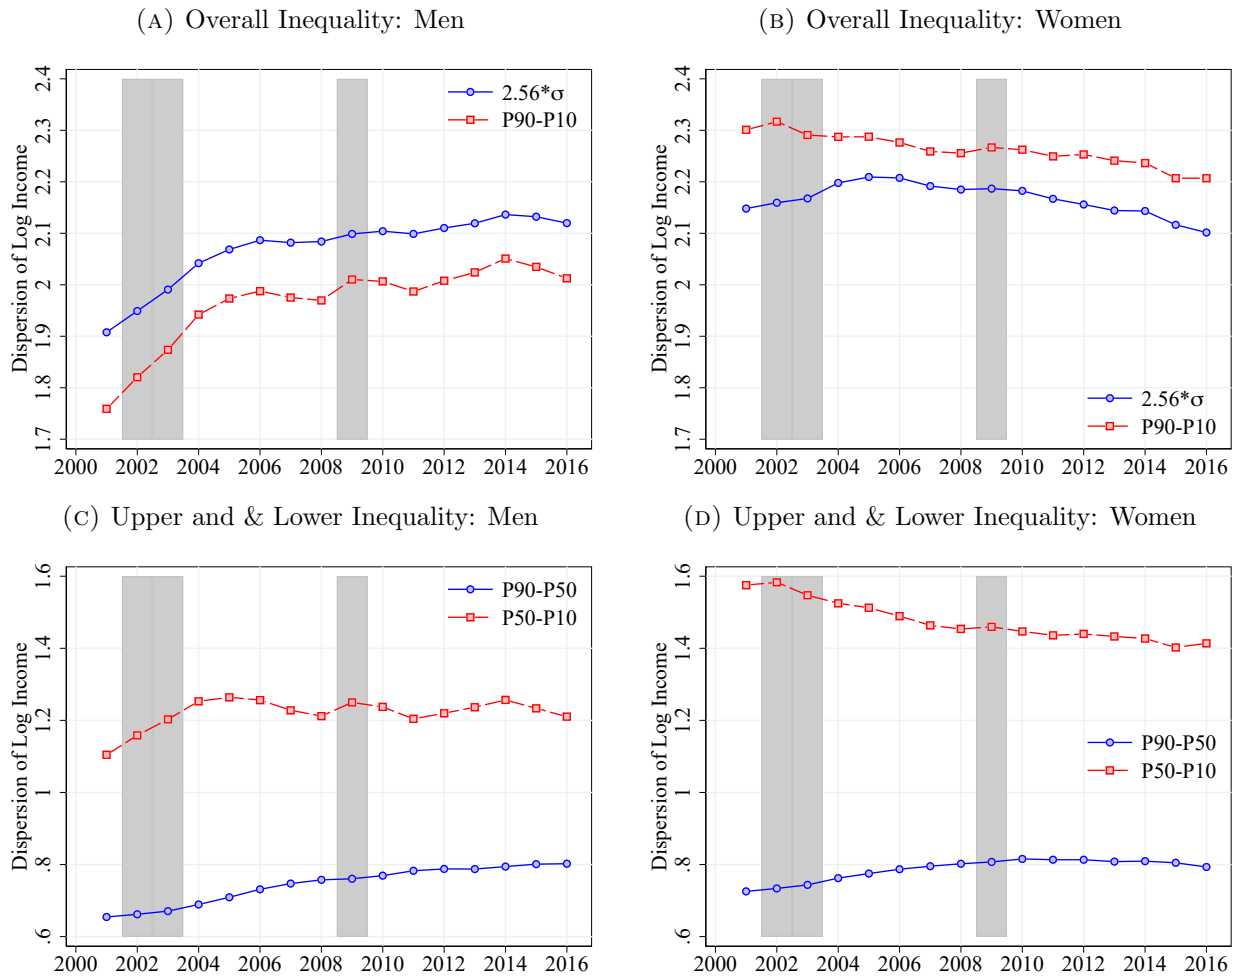 (A) Overall Inequality: Men
Dispersion of Log Income
2.4
2.3
2.2
2.1
2
1.9
1.8
1.7
2.56*σ
P90-P10
2000 2002 2004 2006 2008 2010 2012 2014 2016
(B) Overall Inequality: Women
Dispersion of Log Income
2.4
2.3
2.2
2.1
2
1.9
1.8
1.7
2.56*σ
P90-P10
2000 2002 2004 2006 2008 2010 2012 2014 2016
(C) Upper and & Lower Inequality: Men
Dispersion of Log Income
1.6
1.4
1.2
1
.8
.6
P90-P50
P50-P10
2000 2002 2004 2006 2008 2010 2012 2014 2016
(D) Upper and & Lower Inequality: Women
Dispersion of Log Income
1.6
1.4
1.2
1
.8
.6
P90-P50
P50-P10
2000 2002 2004 2006 2008 2010 2012 2014 2016